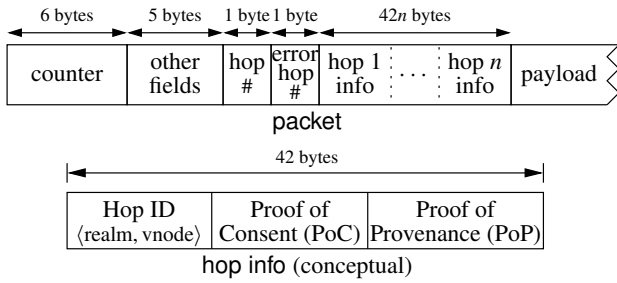 6 bytes 5 bytes 1 byte 1 byte 42n bytes
counter other fields hop # error hop # hop 1 info ··· hop n info payload
packet
42 bytes
Hop ID ⟨realm, vnode⟩ Proof of Consent (PoC) Proof of Provenance (PoP)
hop info (conceptual)